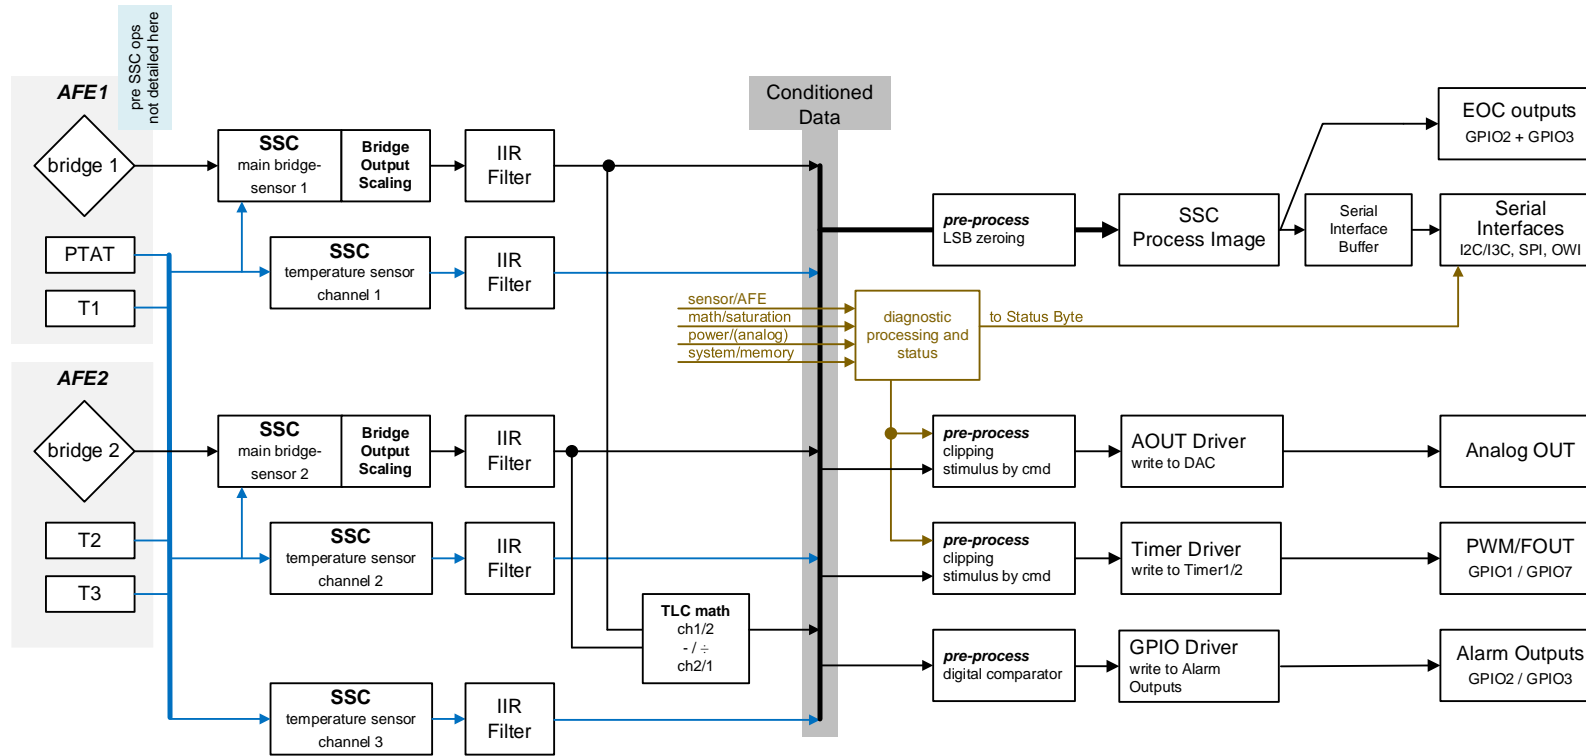 pre SSC ops
not detailed here
AFE1
bridge 1
PTAT
T1
AFE2
bridge 2
T2
T3
SSC
main bridge-
sensor 1
Bridge
Output
Scaling
IIR
Filter
SSC
temperature sensor
channel 1
IIR
Filter
SSC
main bridge-
sensor 2
Bridge
Output
Scaling
IIR
Filter
SSC
temperature sensor
channel 2
IIR
Filter
SSC
temperature sensor
channel 3
IIR
Filter
TLC math
ch1/2
- / ÷
ch2/1
Conditioned
Data
sensor/AFE
math/saturation
power/(analog)
system/memory
diagnostic
processing and
status
to Status Byte
pre-process
LSB zeroing
SSC
Process Image
Serial
Interface
Buffer
EOC outputs
GPIO2 + GPIO3
Serial
Interfaces
I2C/I3C, SPI, OWI
pre-process
clipping
stimulus by cmd
AOUT Driver
write to DAC
Analog OUT
pre-process
clipping
stimulus by cmd
Timer Driver
write to Timer1/2
PWM/FOUT
GPIO1 / GPIO7
pre-process
digital comparator
GPIO Driver
write to Alarm
Outputs
Alarm Outputs
GPIO2 / GPIO3